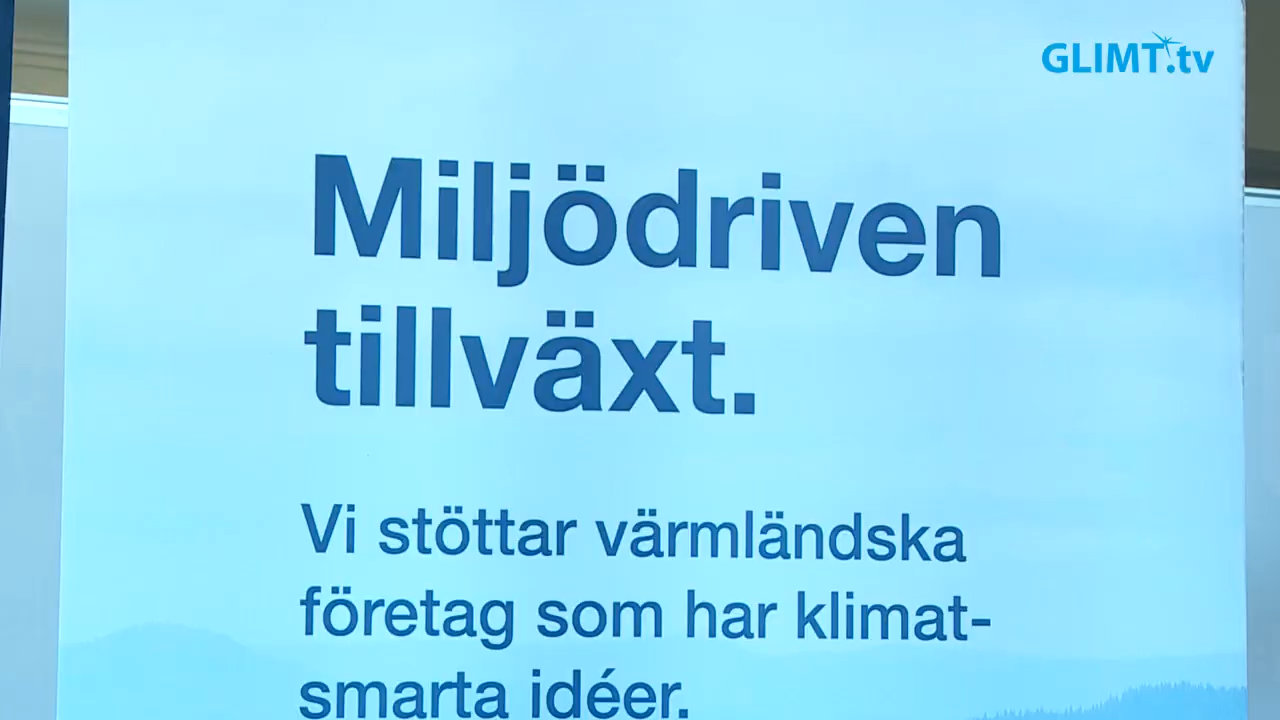 GLIMT.tv
Miljödriven
tillväxt.
Vi stöttar värmländska
företag som har klimat-
smarta idéer.